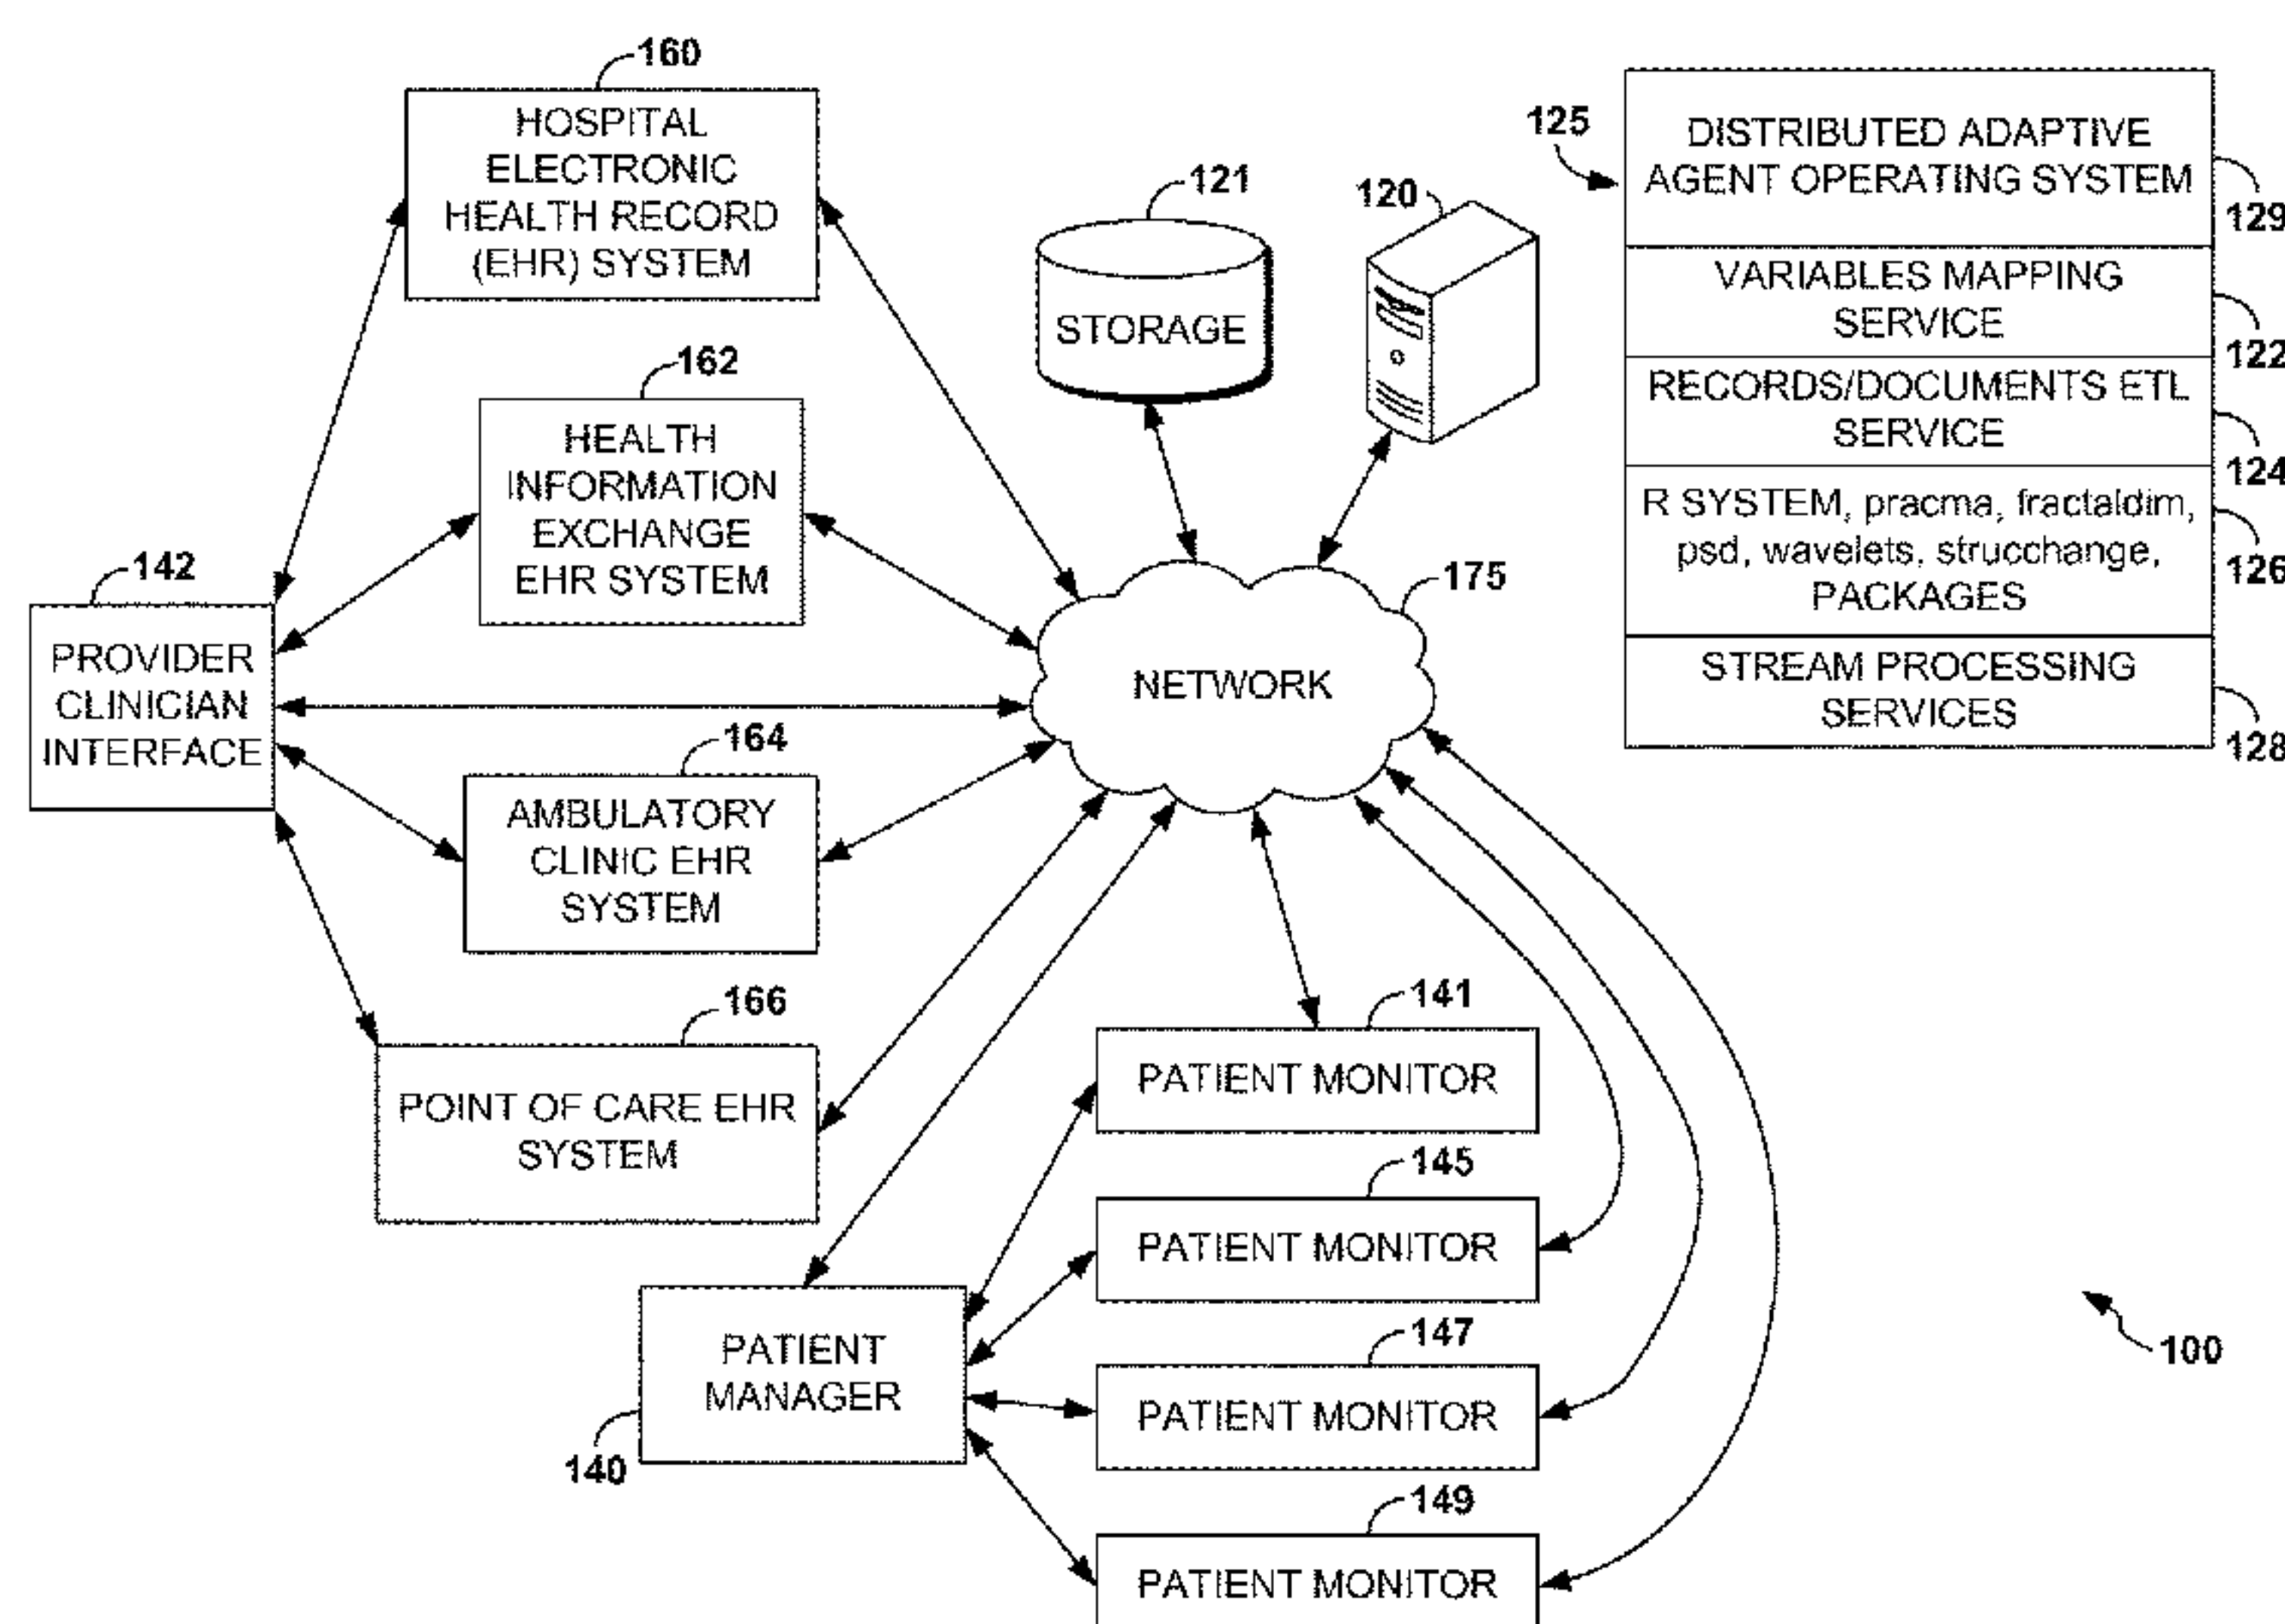 160
HOSPITAL
ELECTRONIC
HEALTH RECORD
(EHR) SYSTEM
162
HEALTH
INFORMATION
EXCHANGE
EHR SYSTEM
142
PROVIDER
CLINICIAN
INTERFACE
164
AMBULATORY
CLINIC EHR
SYSTEM
166
POINT OF CARE EHR
SYSTEM
121
STORAGE
120
175
NETWORK
125
DISTRIBUTED ADAPTIVE
AGENT OPERATING SYSTEM
129
VARIABLES MAPPING
SERVICE
122
RECORDS/DOCUMENTS ETL
SERVICE
124
R SYSTEM, pracma, fractaldim,
psd, wavelets, strucchange,
PACKAGES
126
STREAM PROCESSING
SERVICES
128
141
PATIENT MONITOR
145
PATIENT MONITOR
147
PATIENT MONITOR
149
PATIENT MONITOR
PATIENT
MANAGER
140
100